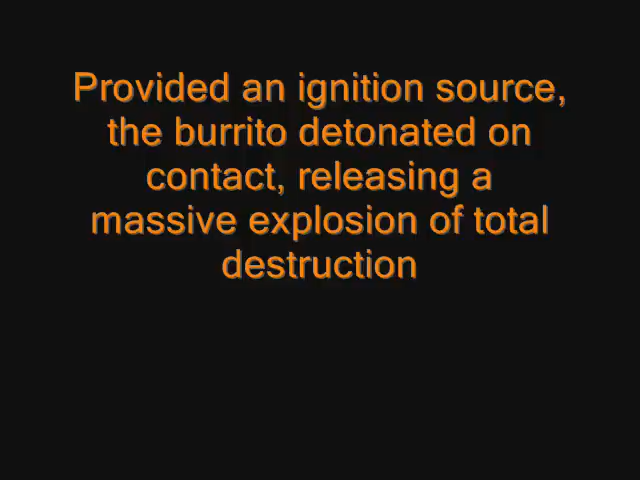 Provided an ignition source,
the burrito detonated on
contact, releasing a
massive explosion of total
destruction